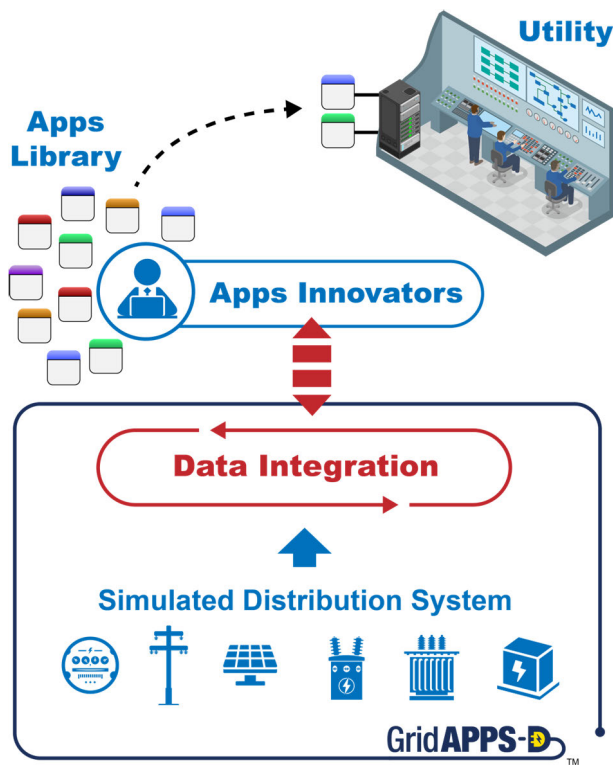 Utility
Apps
Library
Apps Innovators
Data Integration
Simulated Distribution System
GridAPPS-D
TM